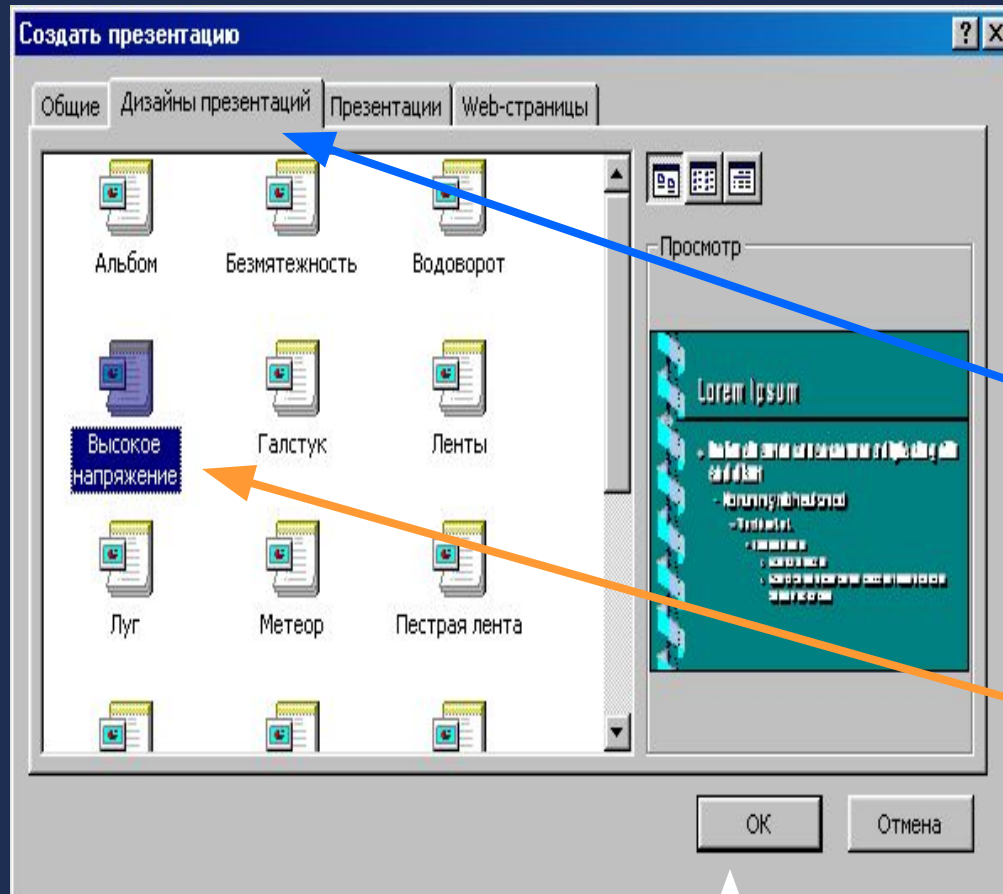 Создать презентацию
Общие Дизайны презентаций Презентации Web-страницы
Альбом Безмятежность Водоворот
Просмотр
Lorem Ipsum
Высокое
напряжение
Галстук Ленты
Луг Метеор Пестрая лента
ОК Отмена